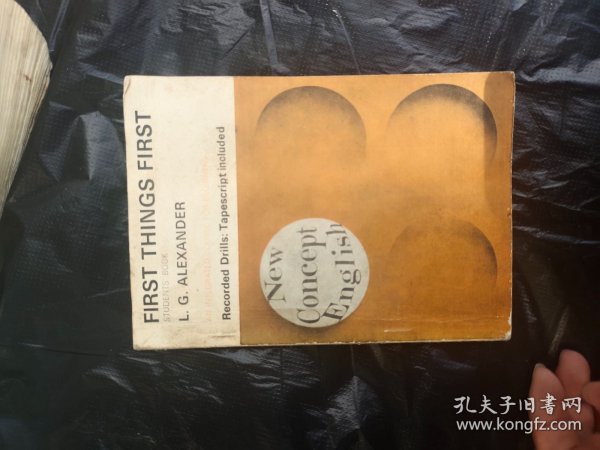 FIRST THINGS FIRST
STUDENTS BOOK
L. G. ALEXANDER
Recorded Drills: Tapescript included
New
Concept
English
孔夫子旧书网
www.kongfz.com